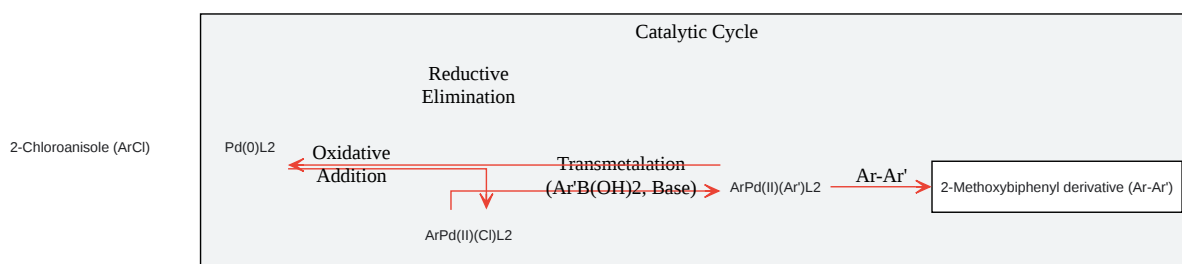 Catalytic Cycle
Reductive
Elimination
2-Chloroanisole (ArCl)
Pd(0)L2
Oxidative
Addition
Transmetalation
(Ar'B(OH)2, Base)
ArPd(II)(Ar')L2
Ar-Ar'
2-Methoxybiphenyl derivative (Ar-Ar')
ArPd(II)(Cl)L2